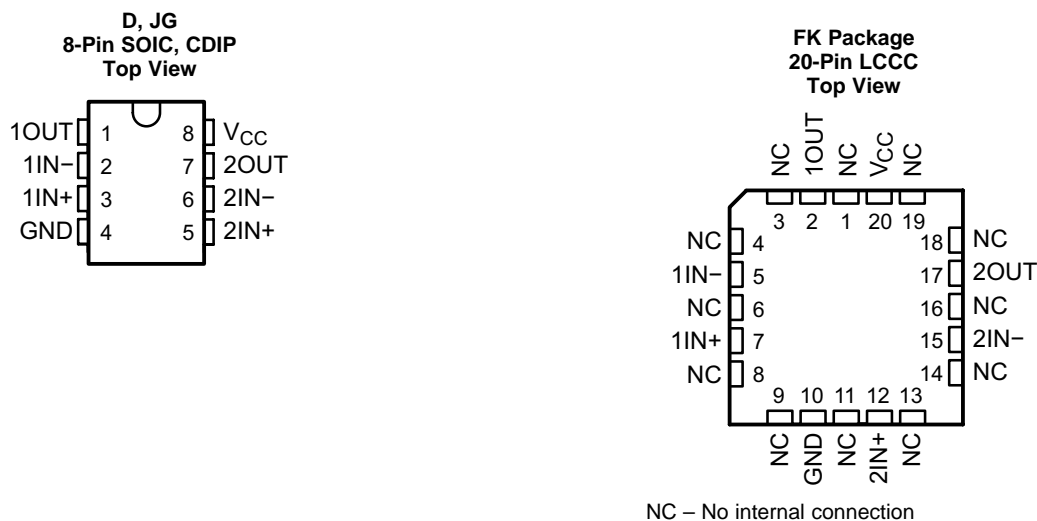 D, JG
8-Pin SOIC, CDIP
Top View
1OUT 1 8 VCC
1IN− 2 7 2OUT
1IN+ 3 6 2IN−
GND 4 5 2IN+
FK Package
20-Pin LCCC
Top View
NC 1OUT NC VCC NC
3 2 1 20 19
NC 4 18 NC
1IN− 5 17 2OUT
NC 6 16 NC
1IN+ 7 15 2IN−
NC 8 14 NC
9 10 11 12 13
NC GND NC 2IN+ NC
NC – No internal connection